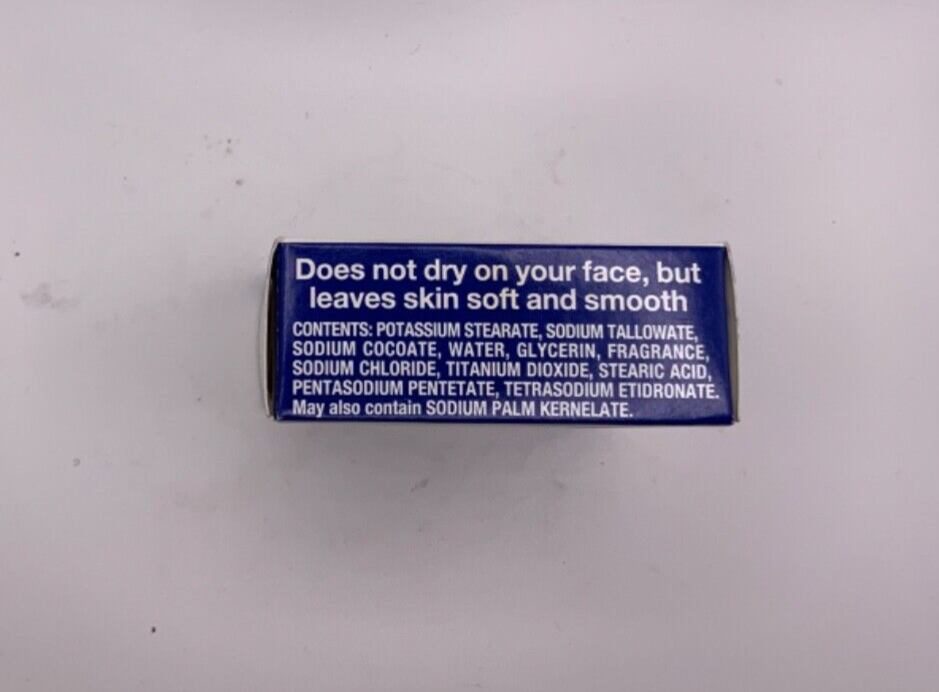 Does not dry on your face, but
leaves skin soft and smooth
CONTENTS: POTASSIUM STEARATE, SODIUM TALLOWATE,
SODIUM COCOATE, WATER, GLYCERIN, FRAGRANCE,
SODIUM CHLORIDE, TITANIUM DIOXIDE, STEARIC ACID,
PENTASODIUM PENTETATE, TETRASODIUM ETIDRONATE.
May also contain SODIUM PALM KERNELATE.